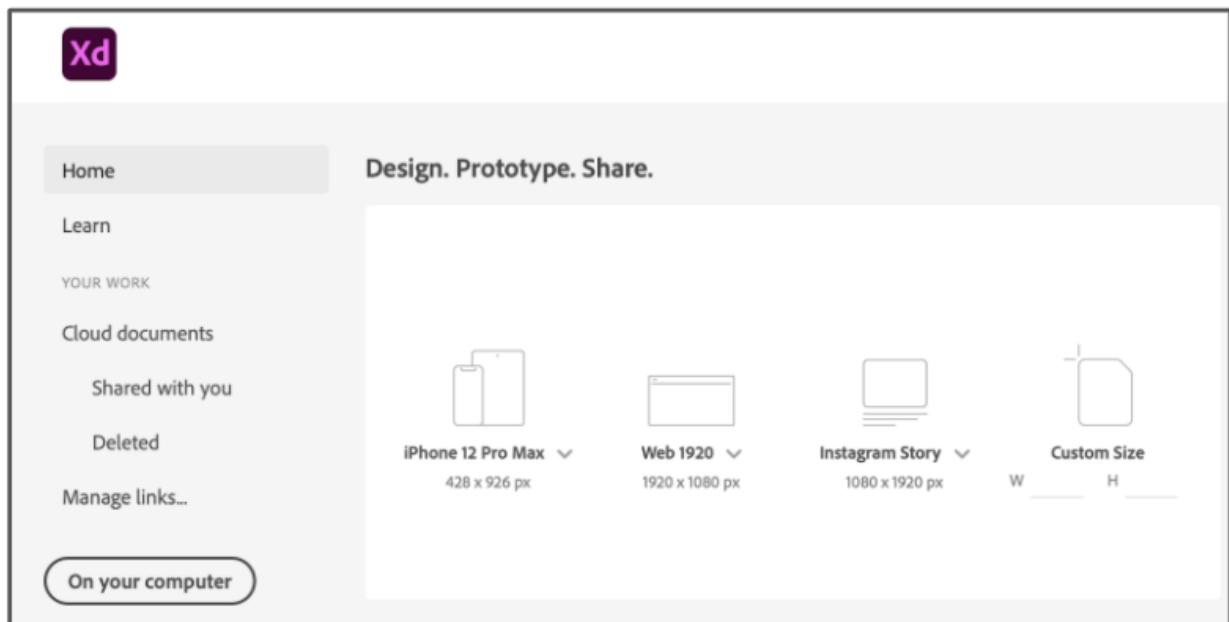 Xd
Home
Learn
YOUR WORK
Cloud documents
Shared with you
Deleted
Manage links...
On your computer
Design. Prototype. Share.
iPhone 12 Pro Max
428 x 926 px
Web 1920
1920 x 1080 px
Instagram Story
1080 x 1920 px
Custom Size
W H